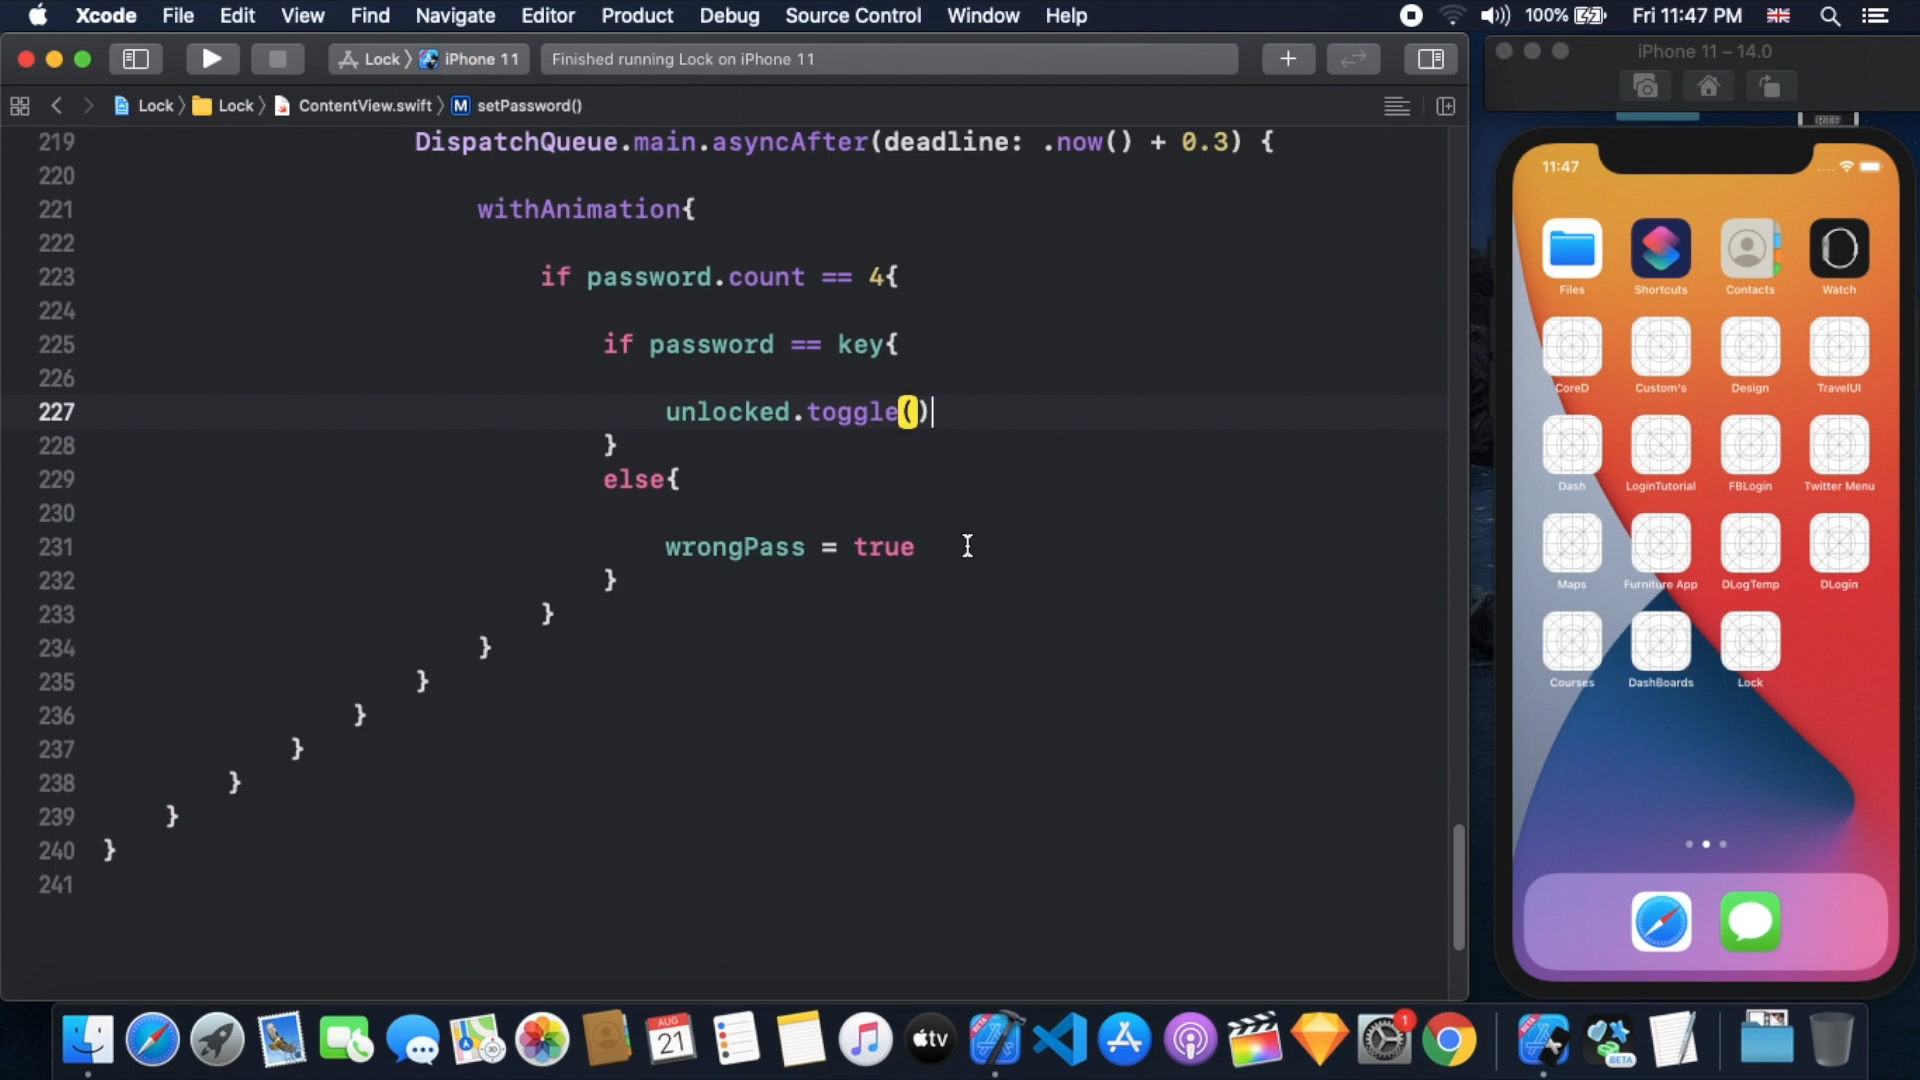 Xcode File Edit View Find Navigate Editor Product Debug Source Control Window Help 100% Fri 11:47 PM
Lock iPhone 11 Finished running Lock on iPhone 11
iPhone 11 – 14.0
Lock Lock ContentView.swift M setPassword()
219 DispatchQueue.main.asyncAfter(deadline: .now() + 0.3) {
220
221 withAnimation{
222
223 if password.count == 4{
224
225 if password == key{
226
227 unlocked.toggle()
228 }
229 else{
230
231 wrongPass = true
232 }
233 }
234 }
235 }
236 }
237 }
238 }
239 }
240 }
241
11:47
Files Shortcuts Contacts Watch
CoreD Custom's Design TravelUI
Dash LoginTutorial FBLogin Twitter Menu
Maps Furniture App DLogTemp DLogin
Courses DashBoards Lock
AUG
21
tv
1
BETA